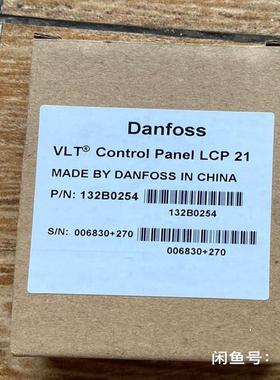 Danfoss
VLT® Control Panel LCP 21
MADE BY DANFOSS IN CHINA
P/N: 132B0254
132B0254
S/N: 006830+270
006830+270
闲鱼号：